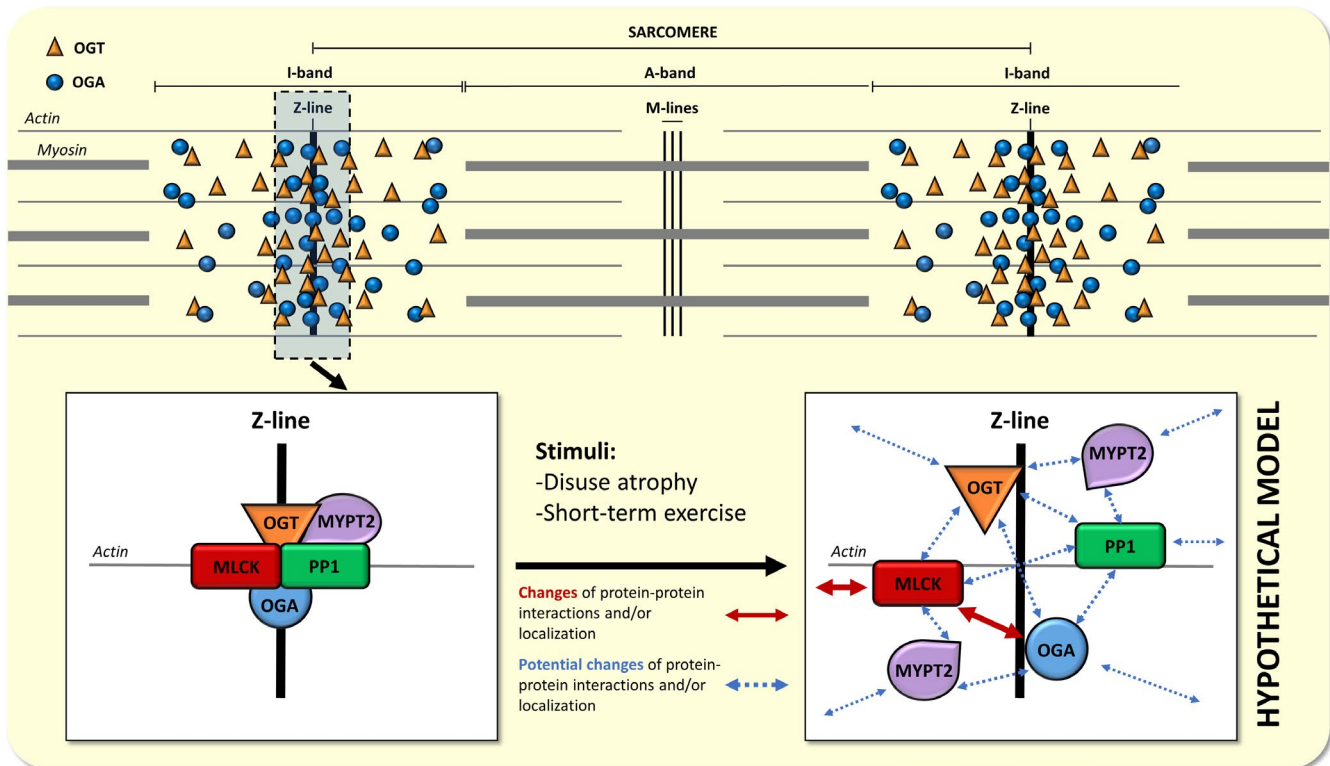 SARCOMERE
OGT
OGA
I-band
A-band
I-band
Z-line
M-lines
Z-line
Actin
Myosin
Z-line
OGT
MYPT2
Actin
MLCK
PP1
OGA
Stimuli:
-Disuse atrophy
-Short-term exercise
Changes of protein-protein
interactions and/or
localization
Potential changes of protein-
protein interactions and/or
localization
Z-line
MYPT2
OGT
PP1
Actin
MLCK
OGA
MYPT2
HYPOTHETICAL MODEL